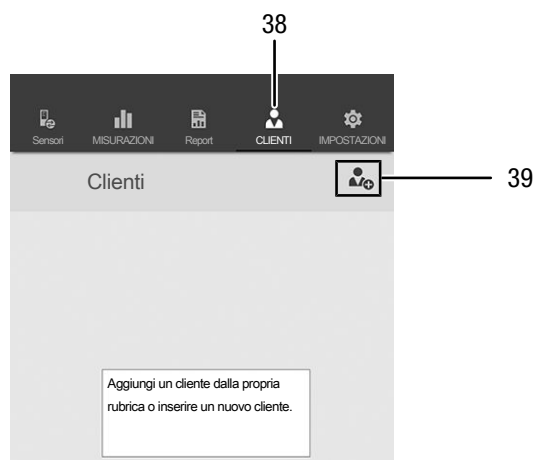 38
Sensori MISURAZIONI Report CLIENTI IMPOSTAZIONI
Clienti
39
Aggiungi un cliente dalla propria
rubrica o inserire un nuovo cliente.